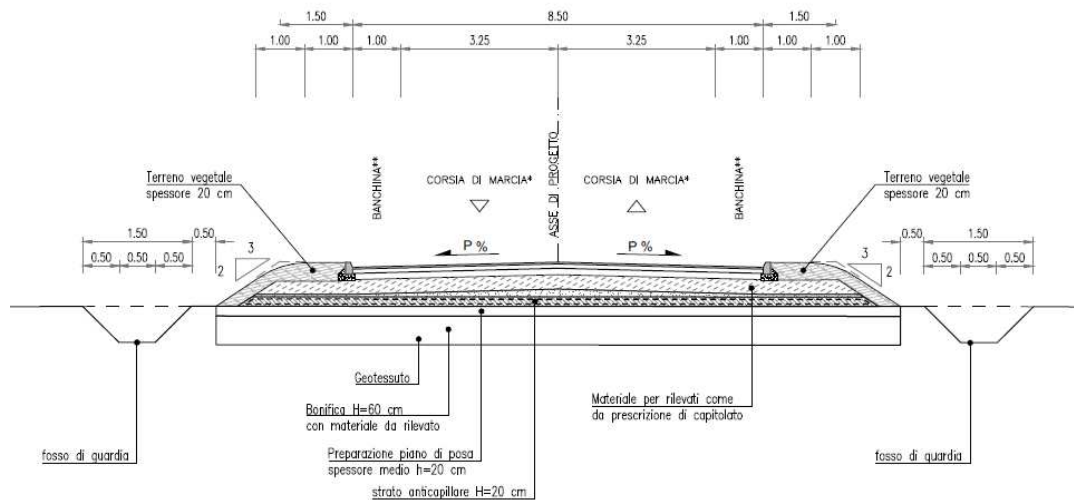 1.50 8.50 1.50
1.00 1.00 1.00 3.25 3.25 1.00 1.00 1.00
ASSE DI PROGETTO
BANCHINA**
CORSIA DI MARCIA*
CORSIA DI MARCIA*
BANCHINA**
Terreno vegetale
spessore 20 cm
Terreno vegetale
spessore 20 cm
1.50 0.50
0.50 0.50 0.50
3
2
P %
P %
0.50 1.50
0.50 0.50 0.50
3
2
Geotessuto
Bonifica H=60 cm
con materiale da rilevato
Materiale per rilevati come
da prescrizione di capitolato
fosso di guardia
Preparazione piano di posa
spessore medio h=20 cm
fosso di guardia
strato anticapillare H=20 cm